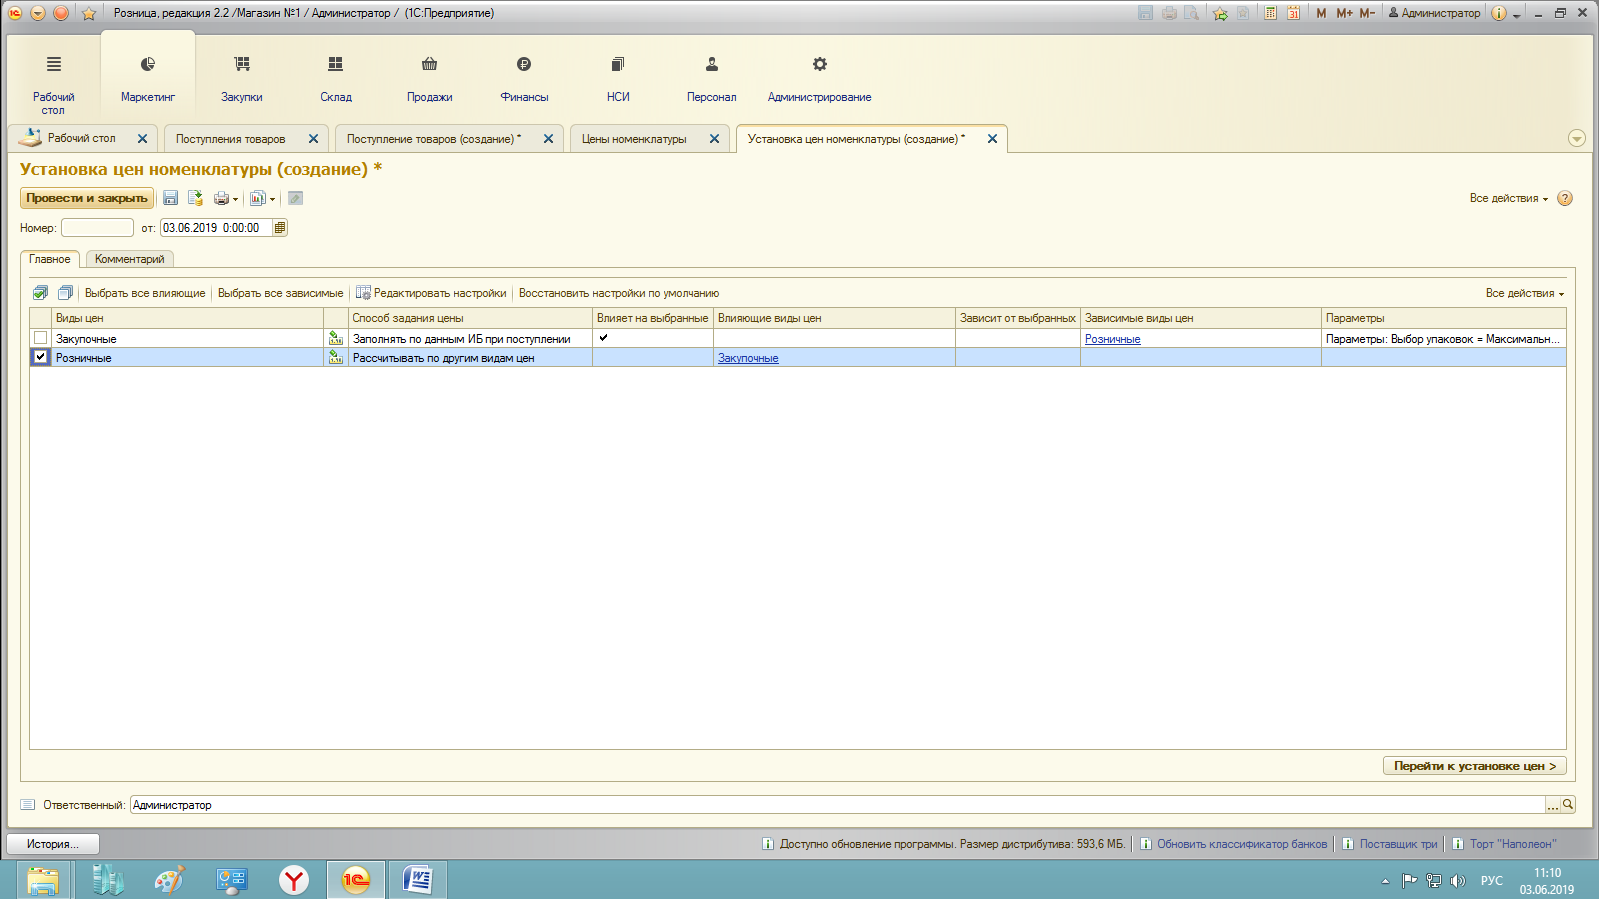 Розница, редакция 2.2 /Магазин №1 / Администратор / (1С:Предприятие)
31 M M+ M- Администратор
Рабочий стол
Маркетинг
Закупки
Склад
Продажи
Финансы
НСИ
Персонал
Администрирование
Рабочий стол
Поступления товаров
Поступление товаров (создание) *
Цены номенклатуры
Установка цен номенклатуры (создание) *
Установка цен номенклатуры (создание) *
Провести и закрыть
Все действия
?
Номер: от: 03.06.2019 0:00:00
Главное Комментарий
Выбрать все влияющие Выбрать все зависимые Редактировать настройки Восстановить настройки по умолчанию Все действия
Виды цен Способ задания цены Влияет на выбранные Влияющие виды цен Зависит от выбранных Зависимые виды цен Параметры
Закупочные Заполнять по данным ИБ при поступлении Розничные Параметры: Выбор упаковок = Максимальн...
Розничные Рассчитывать по другим видам цен Закупочные
Перейти к установке цен >
Ответственный: Администратор ...
История... Доступно обновление программы. Размер дистрибутива: 593,6 МБ. Обновить классификатор банков Поставщик три Торт "Наполеон"
РУС 11:10
03.06.2019